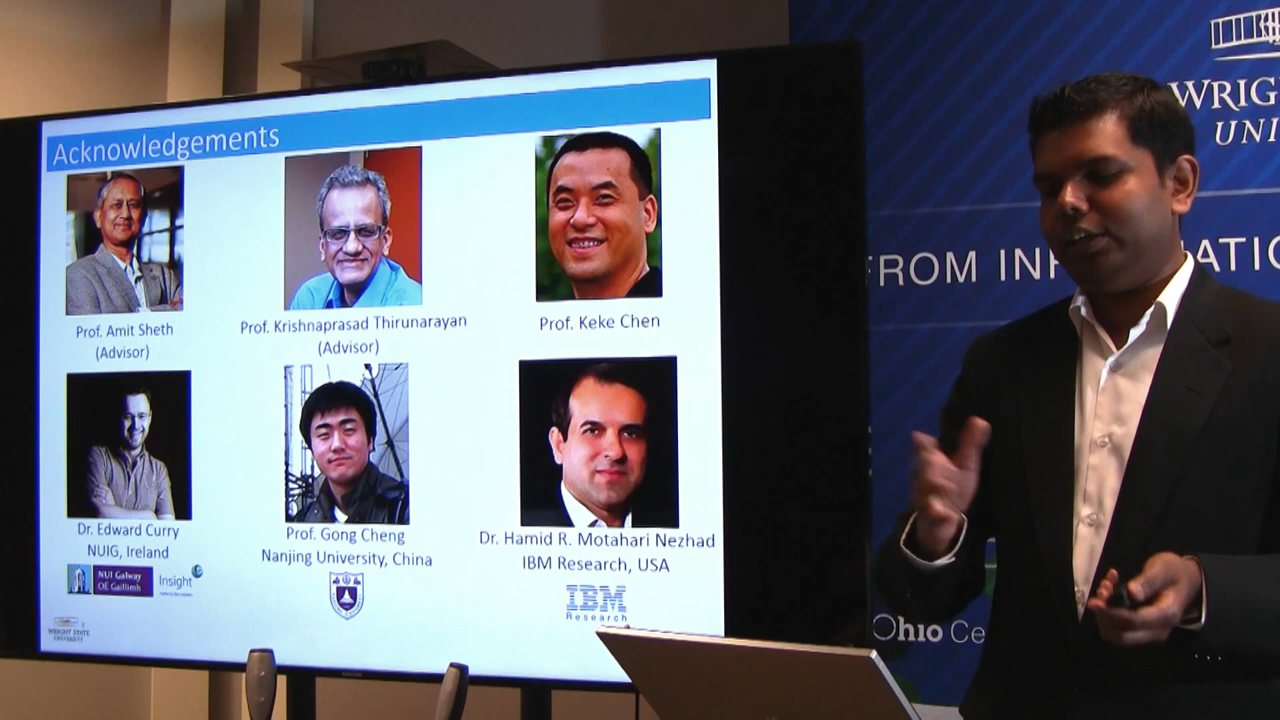 Acknowledgements
Prof. Amit Sheth
(Advisor)
Prof. Krishnaprasad Thirunarayan
(Advisor)
Prof. Keke Chen
Dr. Edward Curry
NUIG, Ireland
NUI Galway
OÉ Gaillimh
Insight
Prof. Gong Cheng
Nanjing University, China
Dr. Hamid R. Motahari Nezhad
IBM Research, USA
IBM
Research
WRIGHT STATE
UNIVERSITY
WRIG
UNI
FROM IN
ATIO
Ohio Ce